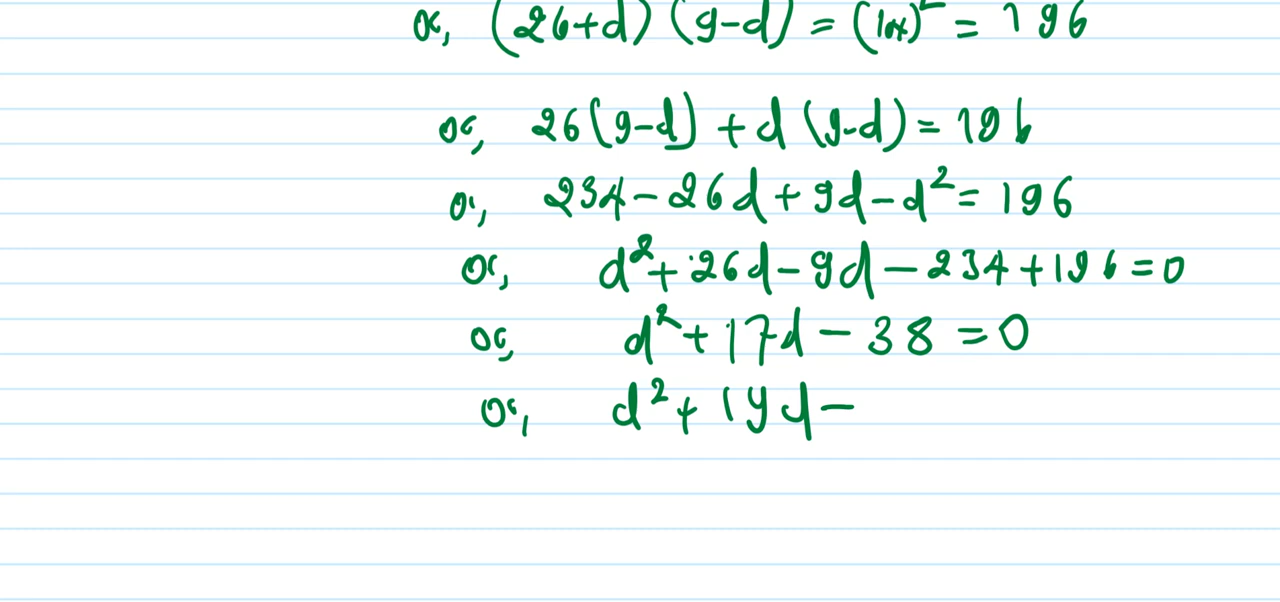 or, (26+d) (9-d) = (14)² = 196
or, 26(9-d) + d (9-d) = 196
or, 234 - 26d + 9d - d² = 196
or, d² + 26d - 9d - 234 + 196 = 0
or, d² + 17d - 38 = 0
or, d² + 19d -